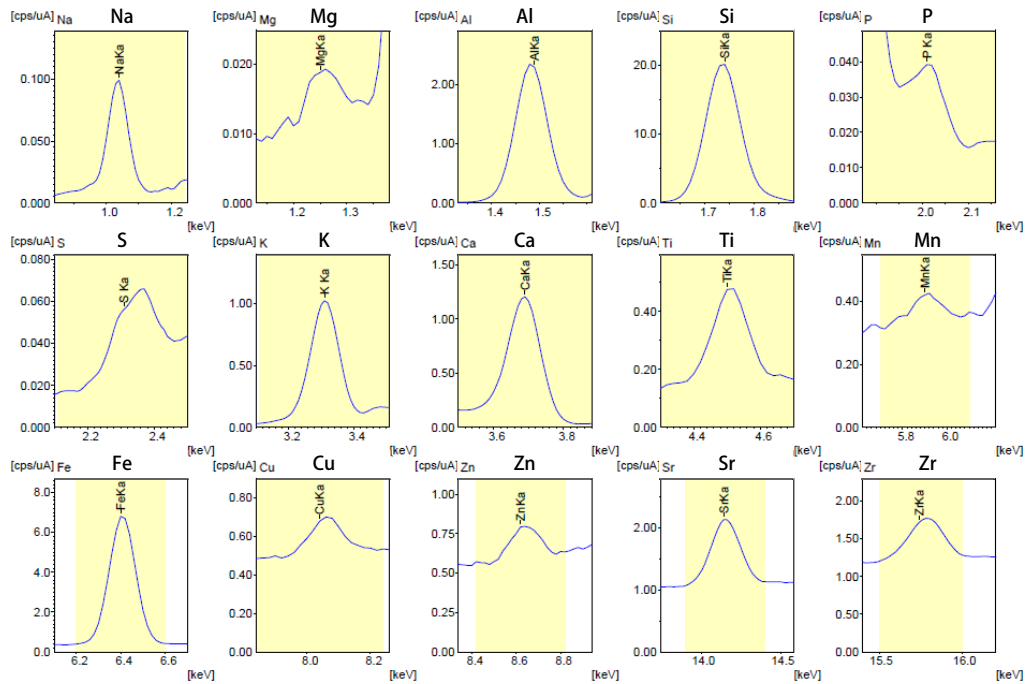 [cps/uA] Na Na
NaKa
0.100
0.050
0.000
1.0 1.2
[keV]
[cps/uA] Mg Mg
MgKa
0.020
0.010
0.000
1.2 1.3
[keV]
[cps/uA] Al Al
AlKa
2.00
1.00
0.00
1.4 1.5
[keV]
[cps/uA] Si Si
SiKa
20.0
10.0
0.0
1.7 1.8
[keV]
[cps/uA] P P
P Ka
0.040
0.030
0.020
0.010
0.000
2.0 2.1
[keV]
[cps/uA] S S
S Ka
0.080
0.060
0.040
0.020
0.000
2.2 2.4
[keV]
[cps/uA] K K
K Ka
1.00
0.50
0.00
3.2 3.4
[keV]
[cps/uA] Ca Ca
CaKa
1.50
1.20
0.90
0.60
0.30
0.00
3.6 3.8
[keV]
[cps/uA] Ti Ti
TiKa
0.40
0.20
0.00
4.4 4.6
[keV]
[cps/uA] Mn Mn
MnKa
0.40
0.20
0.00
5.8 6.0
[keV]
[cps/uA] Fe Fe
FeKa
8.0
6.0
4.0
2.0
0.0
6.2 6.4 6.6
[keV]
[cps/uA] Cu Cu
CuKa
0.80
0.60
0.40
0.20
0.00
8.0 8.2
[keV]
[cps/uA] Zn Zn
ZnKa
1.00
0.75
0.50
0.25
0.00
8.4 8.6 8.8
[keV]
[cps/uA] Sr Sr
SrKa
2.00
1.00
0.00
14.0 14.5
[keV]
[cps/uA] Zr Zr
ZrKa
2.00
1.50
1.00
0.50
0.00
15.5 16.0
[keV]